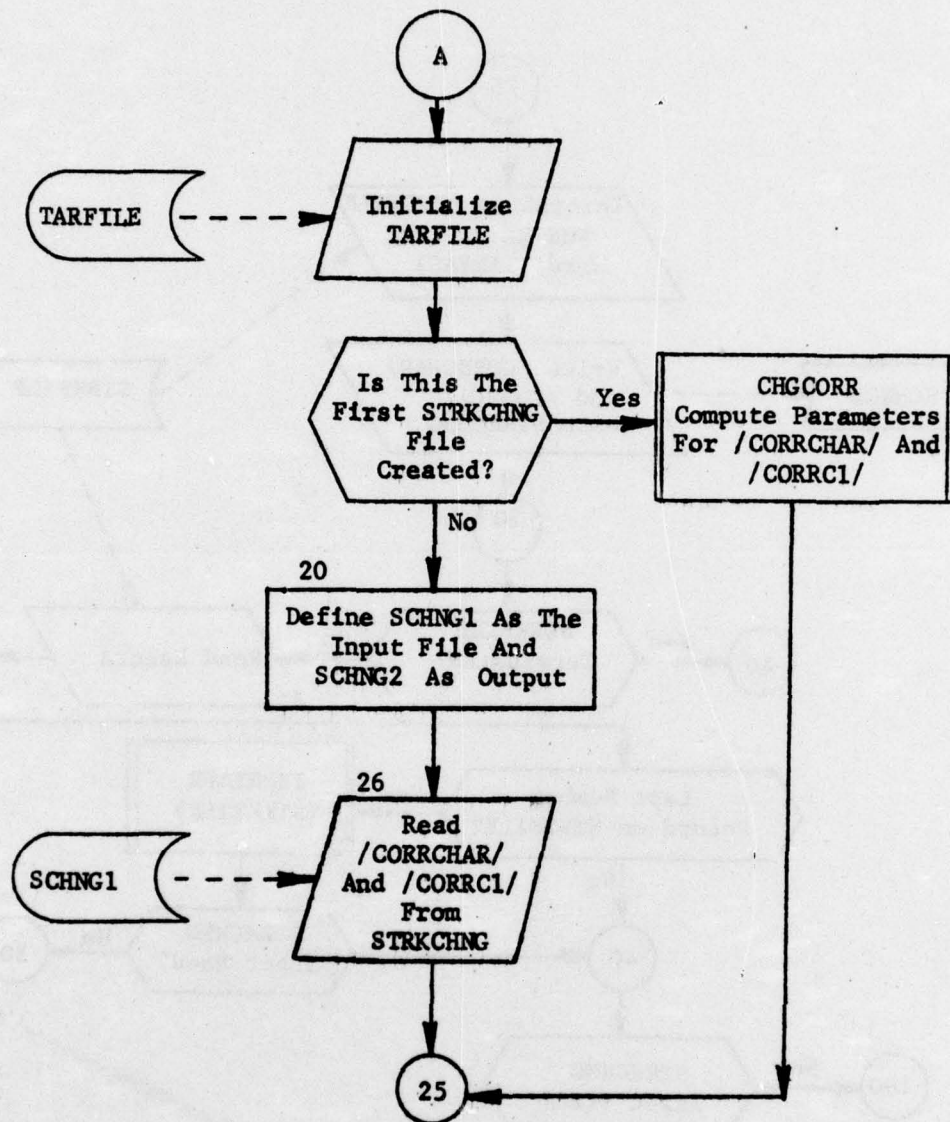 A
TARFILE
Initialize
TARFILE
Is This The
First STRKCHNG
File
Created?
Yes
CHGCORR
Compute Parameters
For /CORRCHAR/ And
/CORRC1/
No
20
Define SCHNG1 As The
Input File And
SCHNG2 As Output
26
SCHNG1
Read
/CORRCHAR/
And /CORRC1/
From
STRKCHNG
25